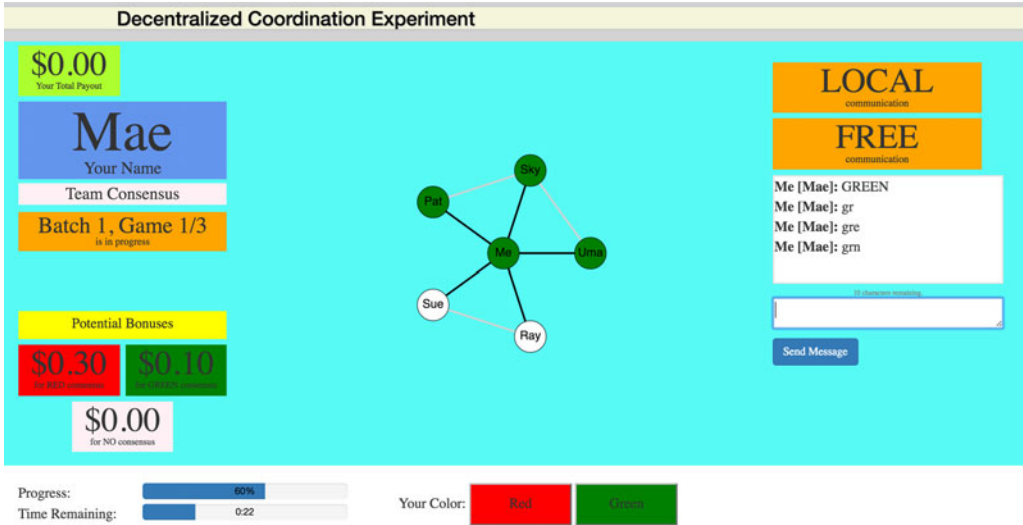 Decentralized Coordination Experiment
$0.00
Your Total Payout
Mae
Your Name
Team Consensus
Batch 1, Game 1/3
is in progress
Potential Bonuses
$0.30
for RED consensus
$0.10
for GREEN consensus
$0.00
for NO consensus
Sky
Pat
Me
Uma
Sue
Ray
LOCAL
communication
FREE
communication
Me [Mae]: GREEN
Me [Mae]: gr
Me [Mae]: gre
Me [Mae]: grn
characters remaining.
Send Message
Progress:
60%
Time Remaining:
0:22
Your Color:
Red
Green